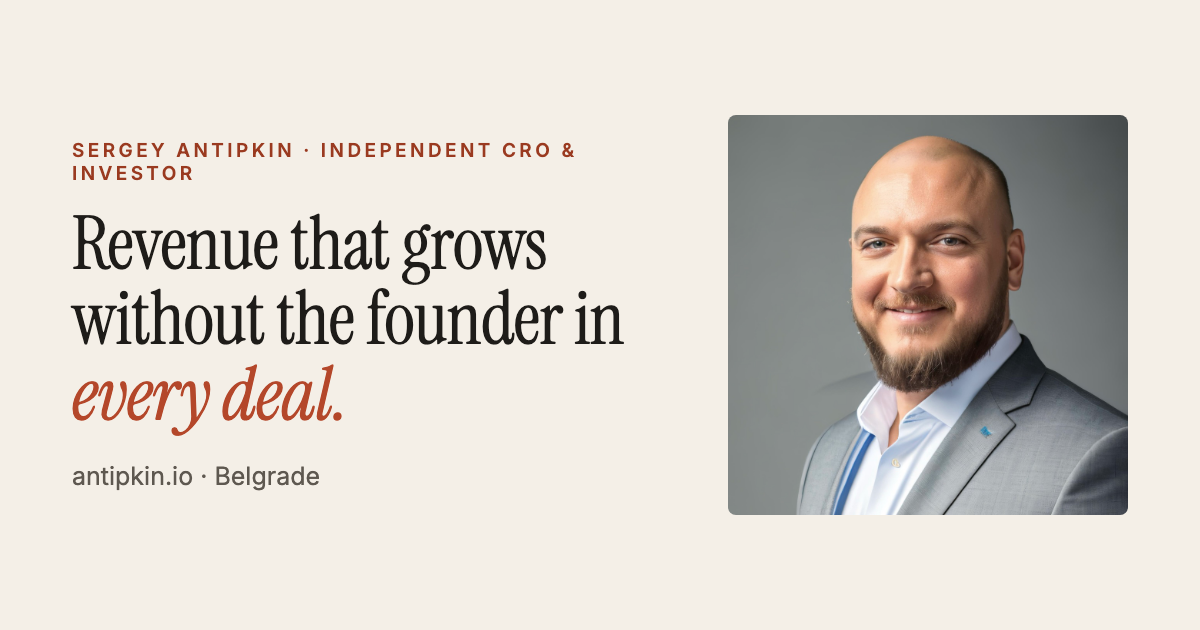 SERGEY ANTIPKIN · INDEPENDENT CRO &
INVESTOR
Revenue that grows
without the founder in
every deal.
antipkin.io · Belgrade